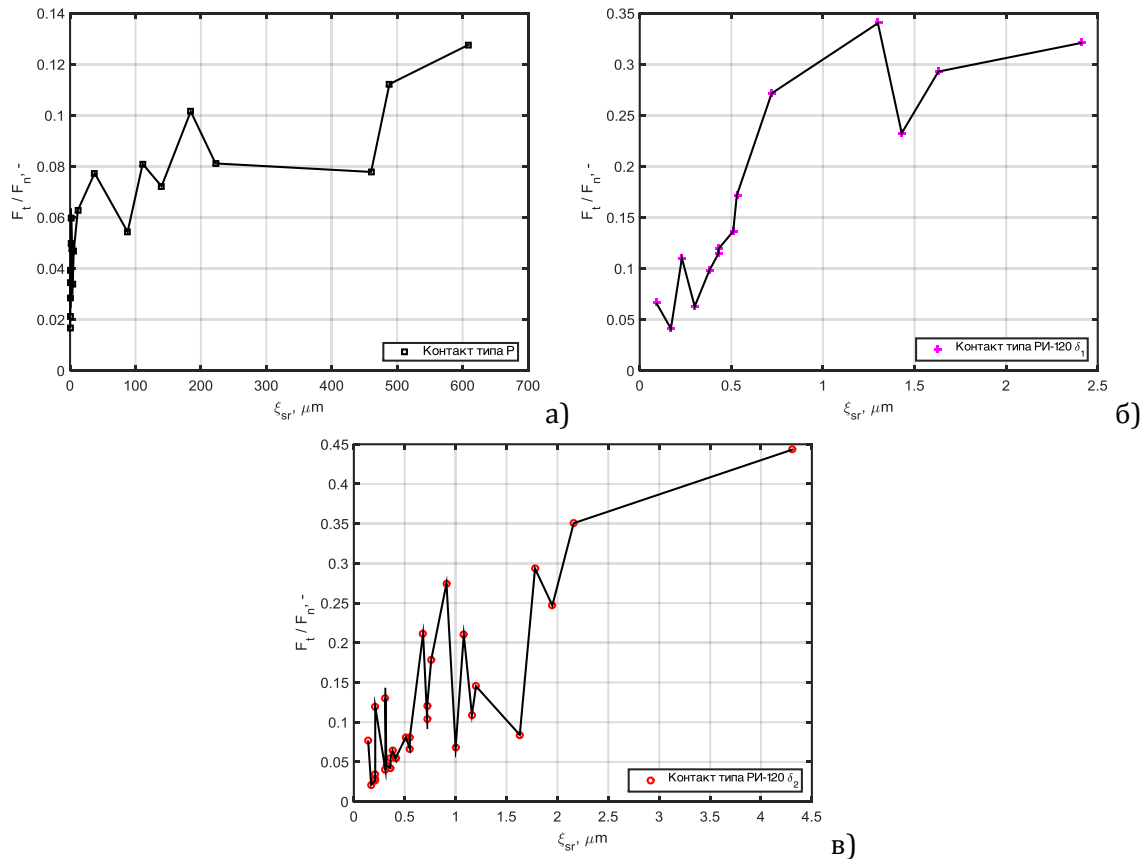 0.14
0.12
0.1
0.08
0.06
0.04
0.02
0
F_t / F_n, -
Контакт типа Р
0 100 200 300 400 500 600 700
ξ_sr, μm
а)
0.35
0.3
0.25
0.2
0.15
0.1
0.05
0
F_t / F_n, -
Контакт типа РИ-120 δ_1
0 0.5 1 1.5 2 2.5
ξ_sr, μm
б)
0.45
0.4
0.35
0.3
0.25
0.2
0.15
0.1
0.05
0
F_t / F_n, -
Контакт типа РИ-120 δ_2
0 0.5 1 1.5 2 2.5 3 3.5 4 4.5
ξ_sr, μm
в)